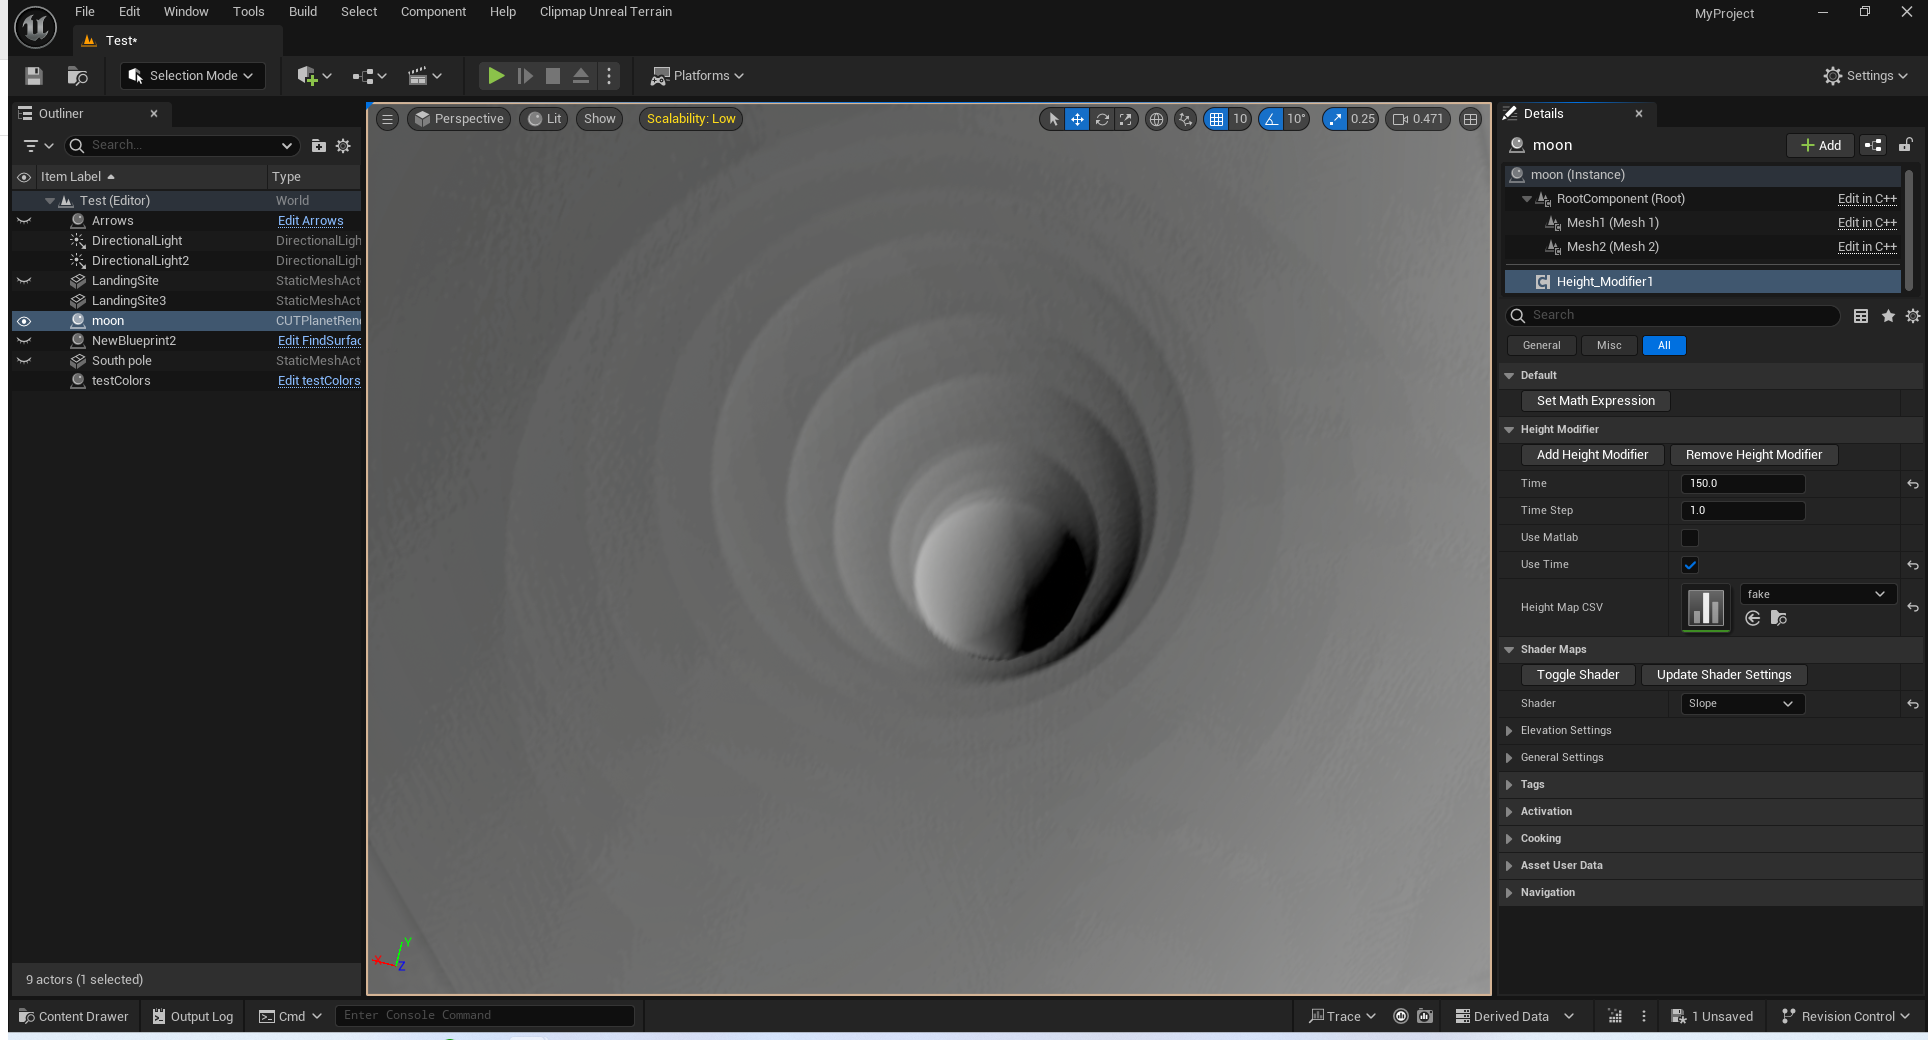 File Edit Window Tools Build Select Component Help Clipmap Unreal Terrain
MyProject
Test*
Selection Mode
Platforms
Settings
Outliner
Search...
Item Label Type
Test (Editor) World
Arrows Edit Arrows
DirectionalLight DirectionalLigh
DirectionalLight2 DirectionalLigh
LandingSite StaticMeshAct
LandingSite3 StaticMeshAct
moon CUTPlanetRen
NewBlueprint2 Edit FindSurfac
South pole StaticMeshAct
testColors Edit testColors
9 actors (1 selected)
Perspective Lit Show Scalability: Low 10 10° 0.25 0.471
X Y Z
Details
moon
Add
moon (Instance)
RootComponent (Root) Edit in C++
Mesh1 (Mesh 1) Edit in C++
Mesh2 (Mesh 2) Edit in C++
Height_Modifier1
Search
General Misc All
Default
Set Math Expression
Height Modifier
Add Height Modifier Remove Height Modifier
Time 150.0
Time Step 1.0
Use Matlab
Use Time
Height Map CSV fake
Shader Maps
Toggle Shader Update Shader Settings
Shader Slope
Elevation Settings
General Settings
Tags
Activation
Cooking
Asset User Data
Navigation
Content Drawer Output Log Cmd Enter Console Command Trace Derived Data 1 Unsaved Revision Control